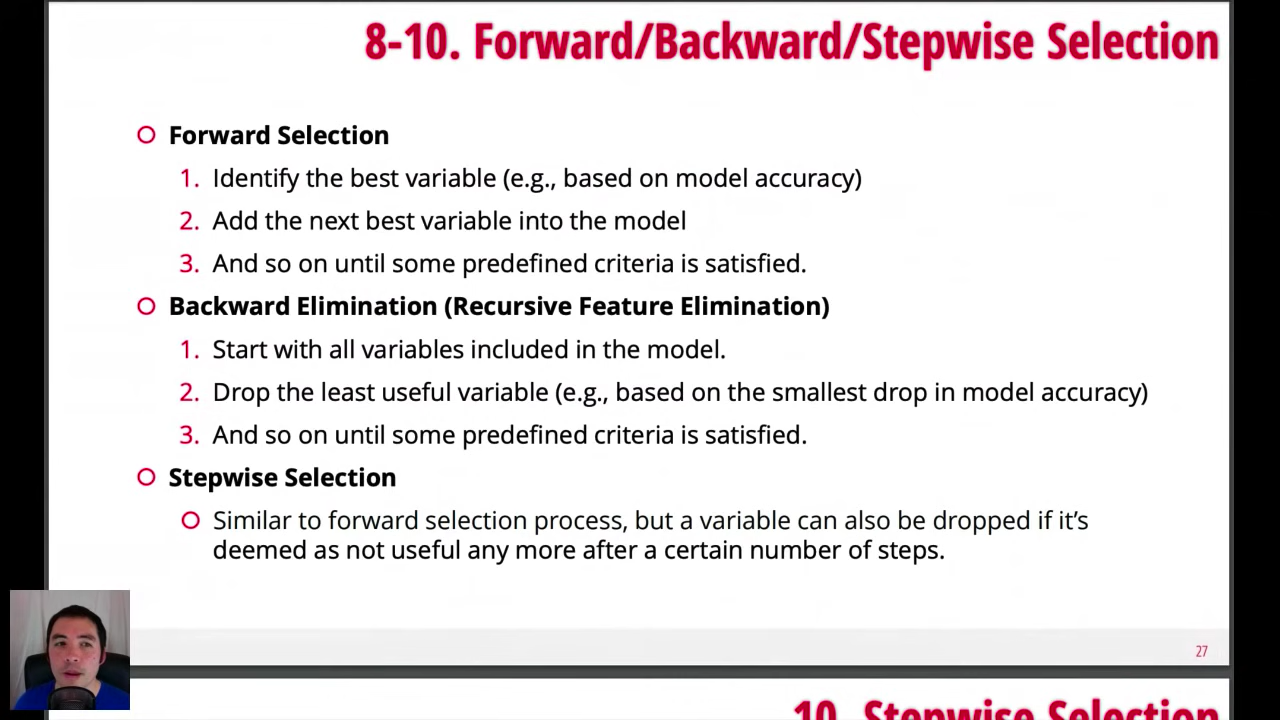 8-10. Forward/Backward/Stepwise Selection
Forward Selection
1. Identify the best variable (e.g., based on model accuracy)
2. Add the next best variable into the model
3. And so on until some predefined criteria is satisfied.
Backward Elimination (Recursive Feature Elimination)
1. Start with all variables included in the model.
2. Drop the least useful variable (e.g., based on the smallest drop in model accuracy)
3. And so on until some predefined criteria is satisfied.
Stepwise Selection
Similar to forward selection process, but a variable can also be dropped if it’s
deemed as not useful any more after a certain number of steps.
27
10. Stepwise Selection